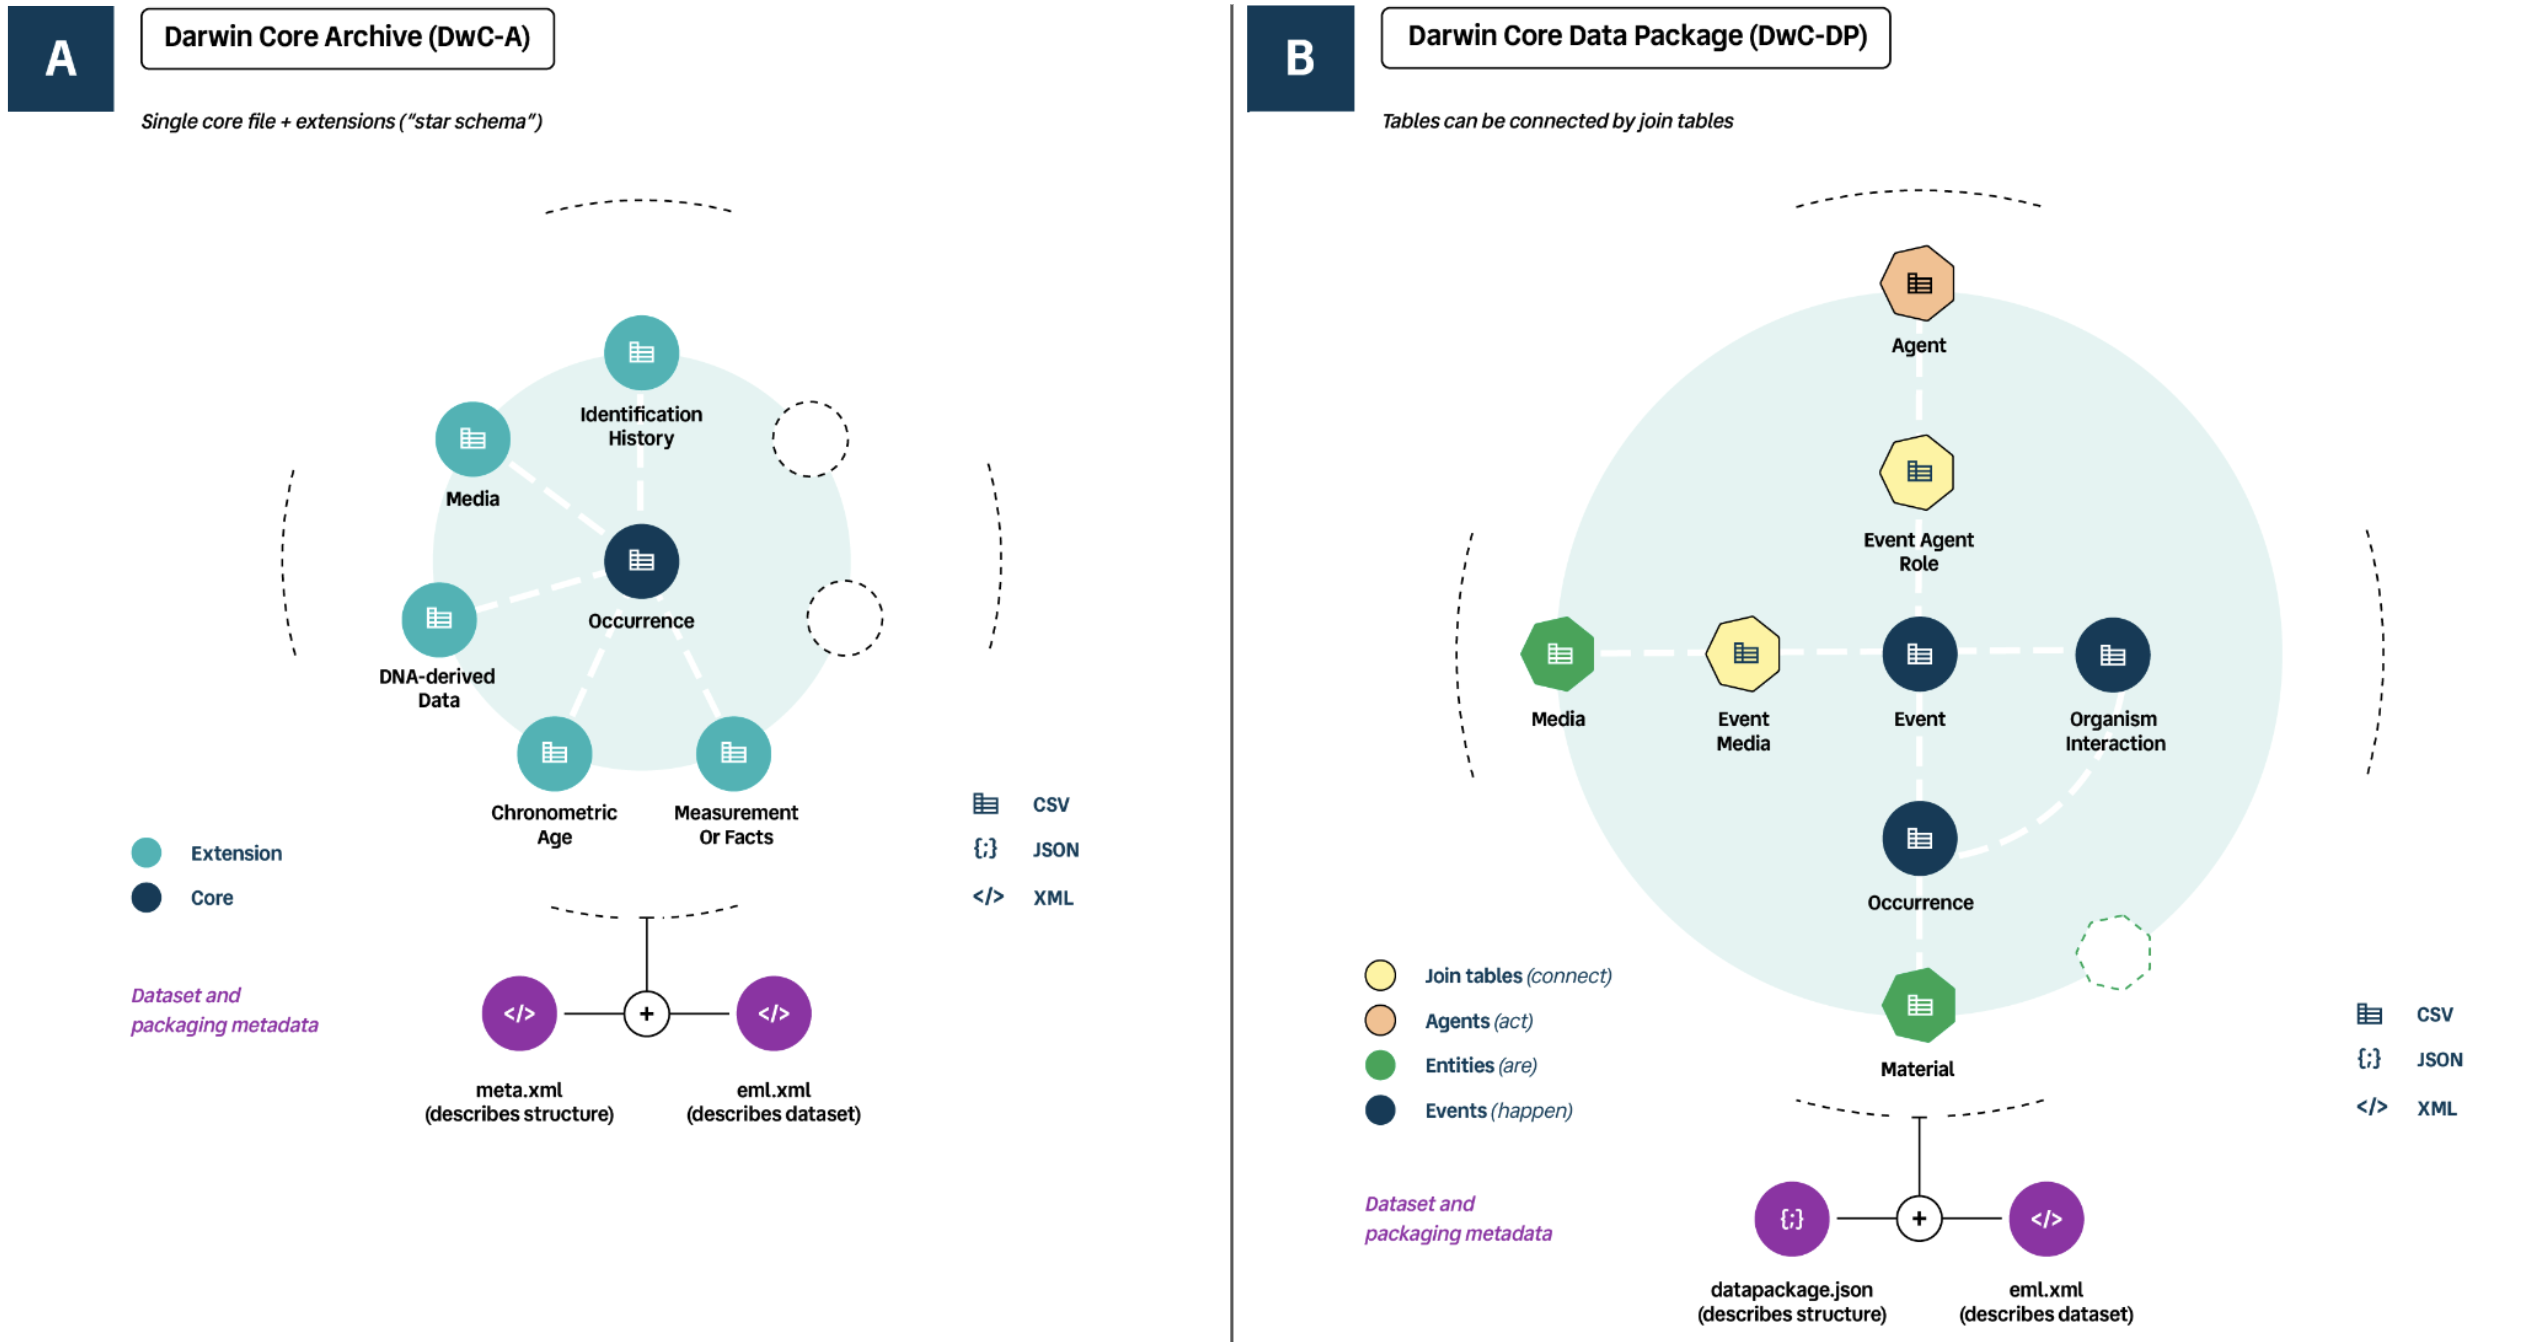 A
Darwin Core Archive (DwC-A)
Single core file + extensions (“star schema”)
Identification
History
Media
Occurrence
DNA-derived
Data
Chronometric
Age
Measurement
Or Facts
Extension
Core
CSV
{;} JSON
</> XML
Dataset and
packaging metadata
</>
+
</>
meta.xml
(describes structure)
eml.xml
(describes dataset)
B
Darwin Core Data Package (DwC-DP)
Tables can be connected by join tables
Agent
Event Agent
Role
Media
Event
Media
Event
Organism
Interaction
Occurrence
Material
Join tables (connect)
Agents (act)
Entities (are)
Events (happen)
CSV
{;} JSON
</> XML
Dataset and
packaging metadata
{;}
+
</>
datapackage.json
(describes structure)
eml.xml
(describes dataset)